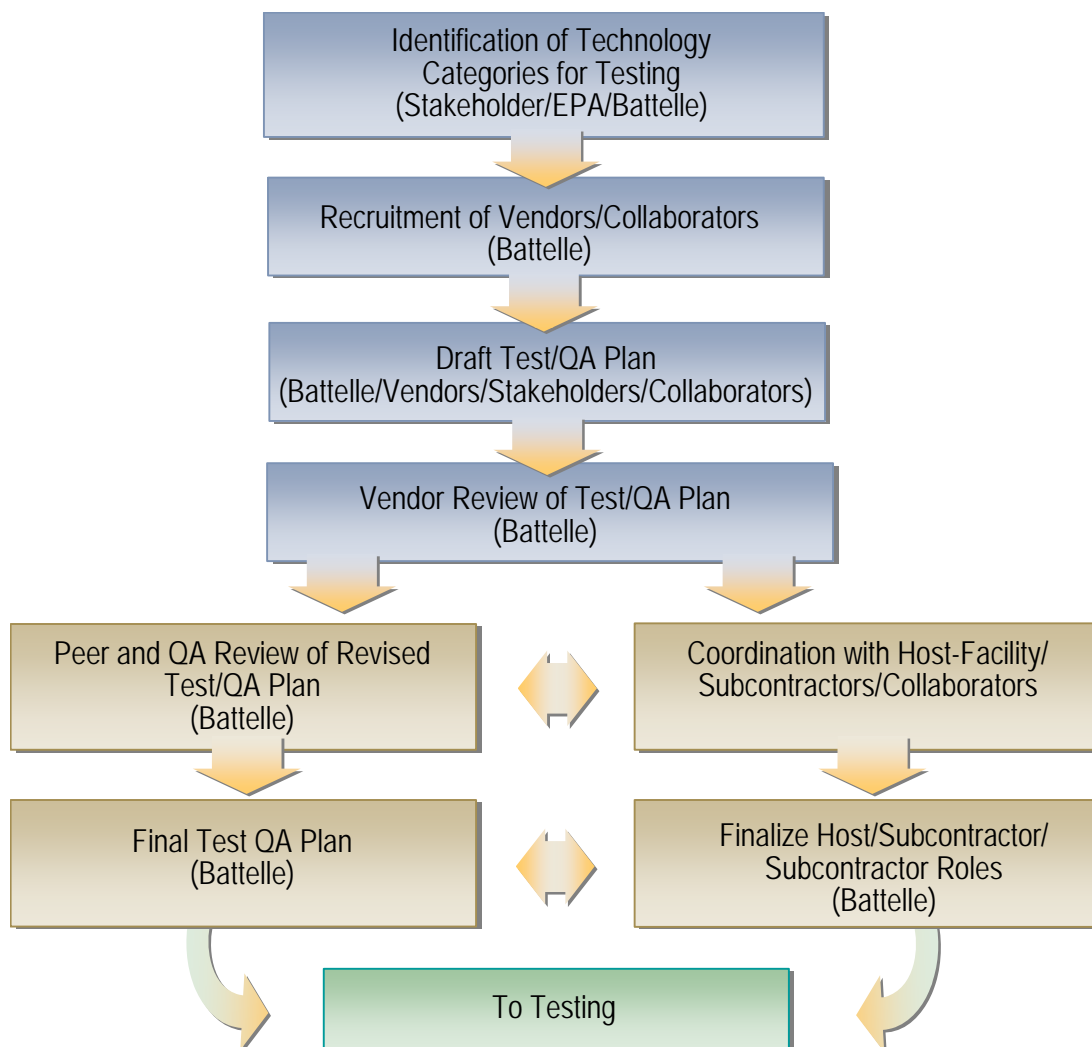 Identification of Technology
Categories for Testing
(Stakeholder/EPA/Battelle)
Recruitment of Vendors/Collaborators
(Battelle)
Draft Test/QA Plan
(Battelle/Vendors/Stakeholders/Collaborators)
Vendor Review of Test/QA Plan
(Battelle)
Peer and QA Review of Revised
Test/QA Plan
(Battelle)
Coordination with Host-Facility/
Subcontractors/Collaborators
Final Test QA Plan
(Battelle)
Finalize Host/Subcontractor/
Subcontractor Roles
(Battelle)
To Testing